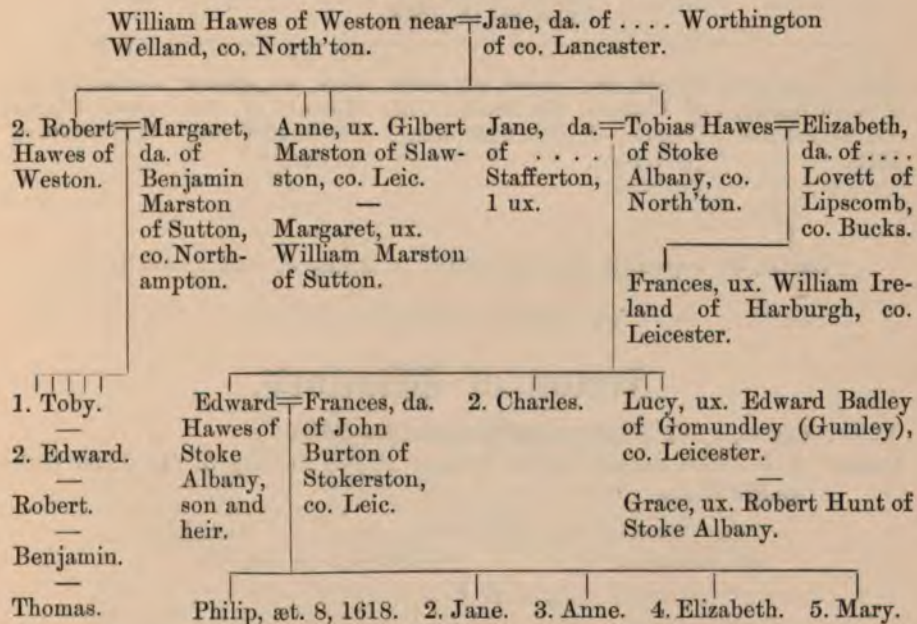 William Hawes of Weston near
Welland, co. North'ton.
Jane, da. of . . . . Worthington
of co. Lancaster.
2. Robert
Hawes of
Weston.
Margaret,
da. of
Benjamin
Marston
of Sutton,
co. North-
ampton.
Anne, ux. Gilbert
Marston of Slaw-
ston, co. Leic.
—
Margaret, ux.
William Marston
of Sutton.
Jane, da.
of . . . .
Stafferton,
1 ux.
Tobias Hawes
of Stoke
Albany, co.
North'ton.
Elizabeth,
da. of . . . .
Lovett of
Lipscomb,
co. Bucks.
Frances, ux. William Ire-
land of Harburgh, co.
Leicester.
1. Toby.
—
2. Edward.
—
Robert.
—
Benjamin.
—
Thomas.
Edward
Hawes of
Stoke
Albany,
son and
heir.
Frances, da.
of John
Burton of
Stokerston,
co. Leic.
2. Charles.
Lucy, ux. Edward Badley
of Gomundley (Gumley),
co. Leicester.
—
Grace, ux. Robert Hunt of
Stoke Albany.
Philip, æt. 8, 1618. 2. Jane. 3. Anne. 4. Elizabeth. 5. Mary.